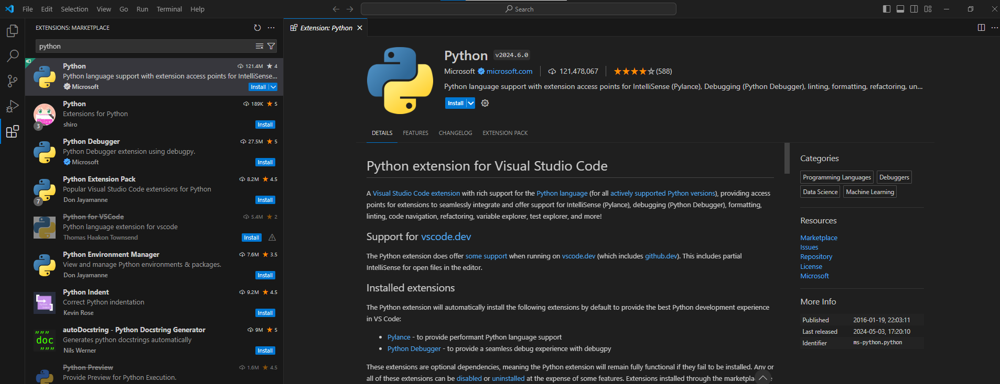 File Edit Selection View Go Run Terminal Help
Search
EXTENSIONS: MARKETPLACE
python
Python 121.4M 4
Python language support with extension access points for IntelliSense...
Microsoft Install
Python 189K 5
Extensions for Python
shiro Install
3
Python Debugger 27.5M 5
Python Debugger extension using debugpy.
Microsoft Install
Python Extension Pack 8.2M 4.5
Popular Visual Studio Code extensions for Python
Don Jayamanne Install
7
Python for VSCode 5.4M 2
Python language extension for vscode
Thomas Haakon Townsend Install
Python Environment Manager 7.6M 3.5
View and manage Python environments & packages.
Don Jayamanne Install
Python Indent 9.2M 4.5
Correct Python indentation
Kevin Rose Install
"""
doc
"""
autoDocstring - Python Docstring Generator 9M 5
Generates python docstrings automatically
Nils Werner Install
Python Preview 1.6M 4.5
Provide Preview for Python Execution.
Extension: Python
Python v2024.6.0
Microsoft microsoft.com 121,478,067 (588)
Python language support with extension access points for IntelliSense (Pylance), Debugging (Python Debugger), linting, formatting, refactoring, un...
Install
DETAILS FEATURES CHANGELOG EXTENSION PACK
Python extension for Visual Studio Code
A Visual Studio Code extension with rich support for the Python language (for all actively supported Python versions), providing access
points for extensions to seamlessly integrate and offer support for IntelliSense (Pylance), debugging (Python Debugger), formatting,
linting, code navigation, refactoring, variable explorer, test explorer, and more!
Support for vscode.dev
The Python extension does offer some support when running on vscode.dev (which includes github.dev). This includes partial
IntelliSense for open files in the editor.
Installed extensions
The Python extension will automatically install the following extensions by default to provide the best Python development experience
in VS Code:
• Pylance - to provide performant Python language support
• Python Debugger - to provide a seamless debug experience with debugpy
These extensions are optional dependencies, meaning the Python extension will remain fully functional if they fail to be installed. Any or
all of these extensions can be disabled or uninstalled at the expense of some features. Extensions installed through the
Categories
Programming Languages Debuggers
Data Science Machine Learning
Resources
Marketplace
Issues
Repository
License
Microsoft
More Info
Published 2016-01-19, 22:03:11
Last released 2024-05-03, 17:20:10
Identifier ms-python.python